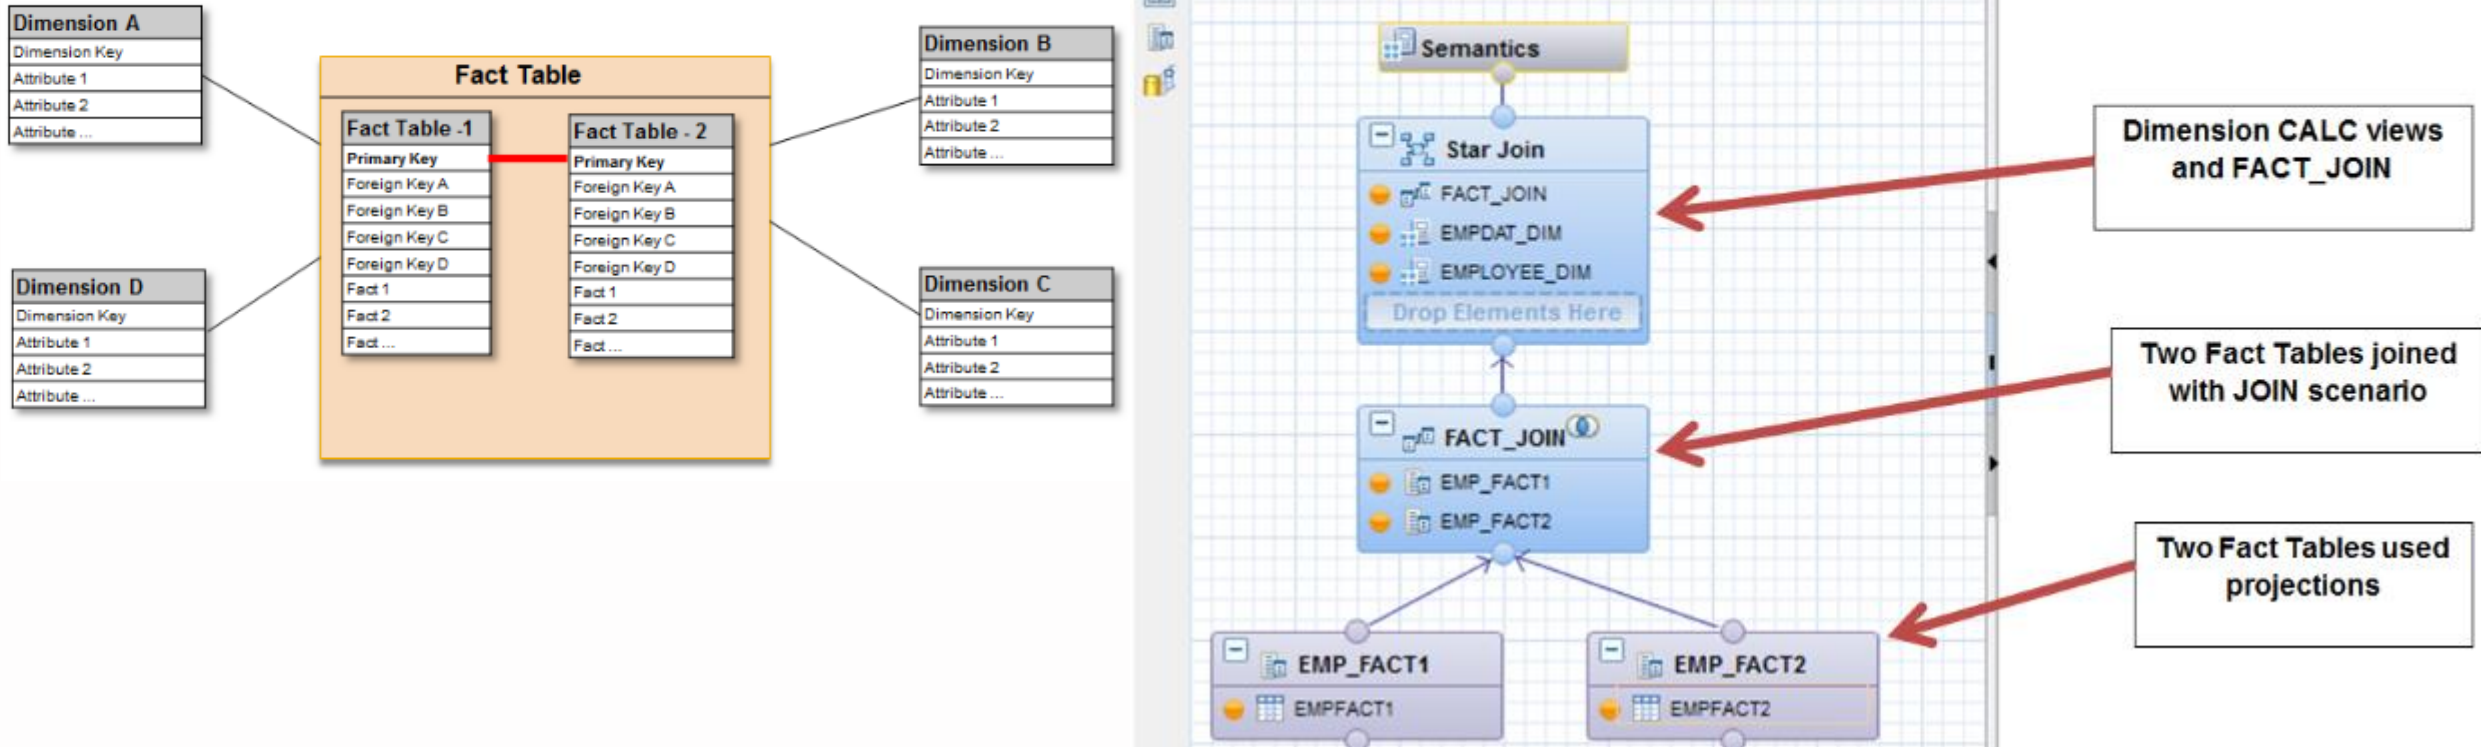 Dimension A
Dimension Key
Attribute 1
Attribute 2
Attribute ...
Dimension D
Dimension Key
Attribute 1
Attribute 2
Attribute ...
Fact Table
Fact Table -1
Primary Key
Foreign Key A
Foreign Key B
Foreign Key C
Foreign Key D
Fact 1
Fact 2
Fact ...
Fact Table - 2
Primary Key
Foreign Key A
Foreign Key B
Foreign Key C
Foreign Key D
Fact 1
Fact 2
Fact ...
Dimension B
Dimension Key
Attribute 1
Attribute 2
Attribute ...
Dimension C
Dimension Key
Attribute 1
Attribute 2
Attribute ...
Semantics
Star Join
FACT_JOIN
EMPDAT_DIM
EMPLOYEE_DIM
Drop Elements Here
FACT_JOIN
EMP_FACT1
EMP_FACT2
EMP_FACT1
EMPFACT1
EMP_FACT2
EMPFACT2
Dimension CALC views
and FACT_JOIN
Two Fact Tables joined
with JOIN scenario
Two Fact Tables used
projections